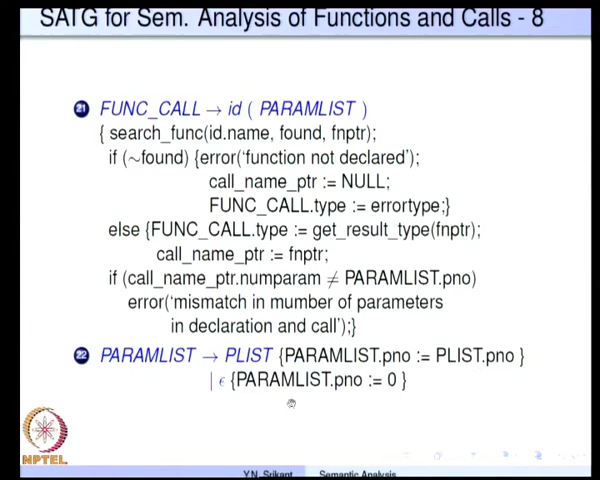 SATG for Sem. Analysis of Functions and Calls - 8
21 FUNC_CALL → id ( PARAMLIST )
{ search_func(id.name, found, fnptr);
if (~found) {error(‘function not declared’);
call_name_ptr := NULL;
FUNC_CALL.type := errortype;}
else {FUNC_CALL.type := get_result_type(fnptr);
call_name_ptr := fnptr;
if (call_name_ptr.numparam ≠ PARAMLIST.pno)
error(‘mismatch in mumber of parameters
in declaration and call’);}
22 PARAMLIST → PLIST {PARAMLIST.pno := PLIST.pno }
| ϵ {PARAMLIST.pno := 0 }
NPTEL
Y.N. Srikant Semantic Analysis